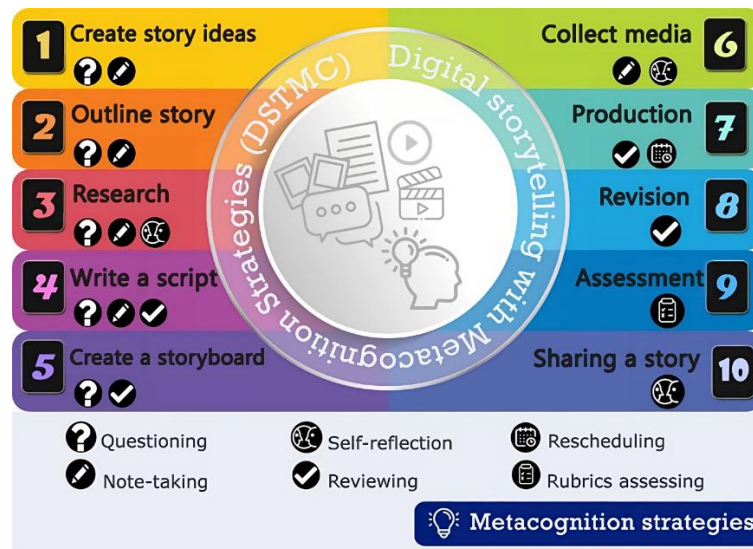 1 Create story ideas
2 Outline story
3 Research
4 Write a script
5 Create a storyboard
Digital storytelling with Metacognition Strategies (DSTMC)
Collect media 6
Production 7
Revision 8
Assessment 9
Sharing a story 10
? Questioning
Self-reflection
Rescheduling
Note-taking
Reviewing
Rubrics assessing
Metacognition strategies